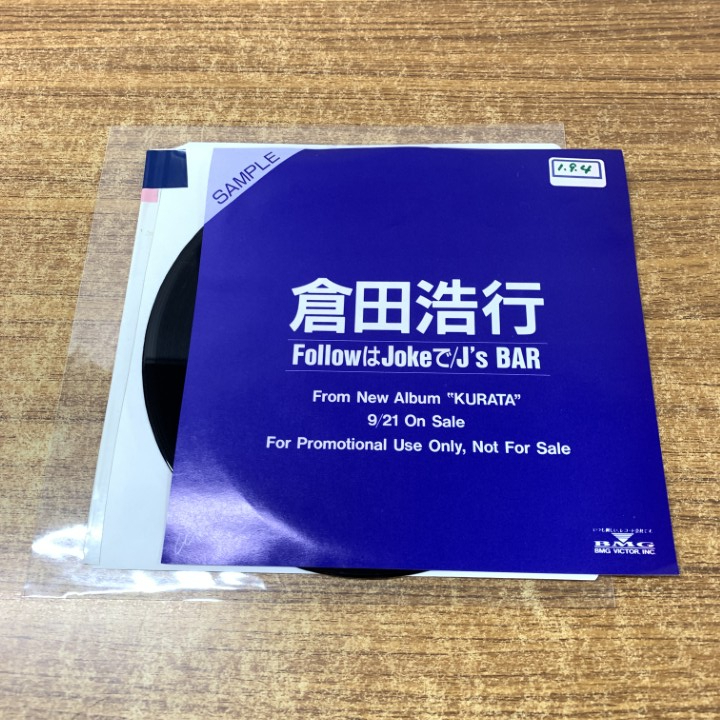 SAMPLE
1.9.4
倉田浩行
FollowはJokeで/J's BAR
From New Album "KURATA"
9/21 On Sale
For Promotional Use Only, Not For Sale
BMG
BMG VICTOR, INC